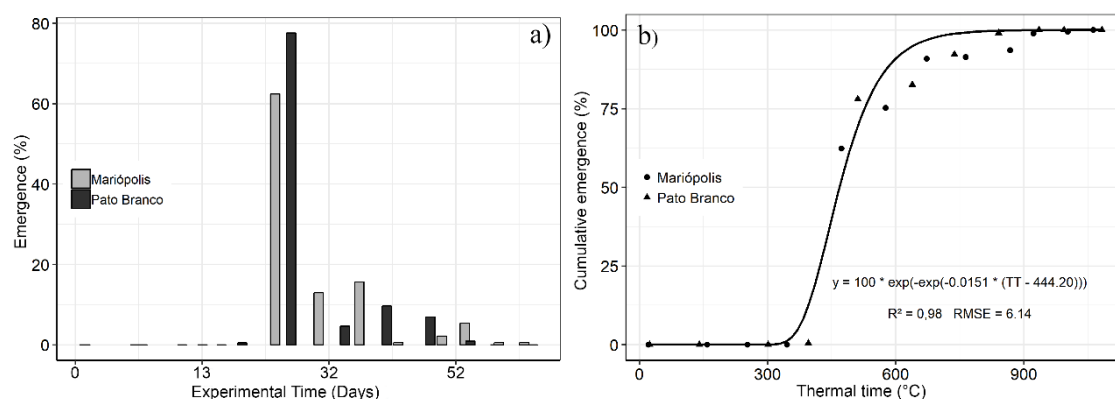 a)
80
60
40
20
0
Emergence (%)
Mariópolis
Pato Branco
0 13 32 52
Experimental Time (Days)
b)
100
75
50
25
0
Cumulative emergence (%)
Mariópolis
Pato Branco
y = 100 * exp(-exp(-0.0151 * (TT - 444.20)))
R² = 0,98 RMSE = 6.14
0 300 600 900
Thermal time (°C)